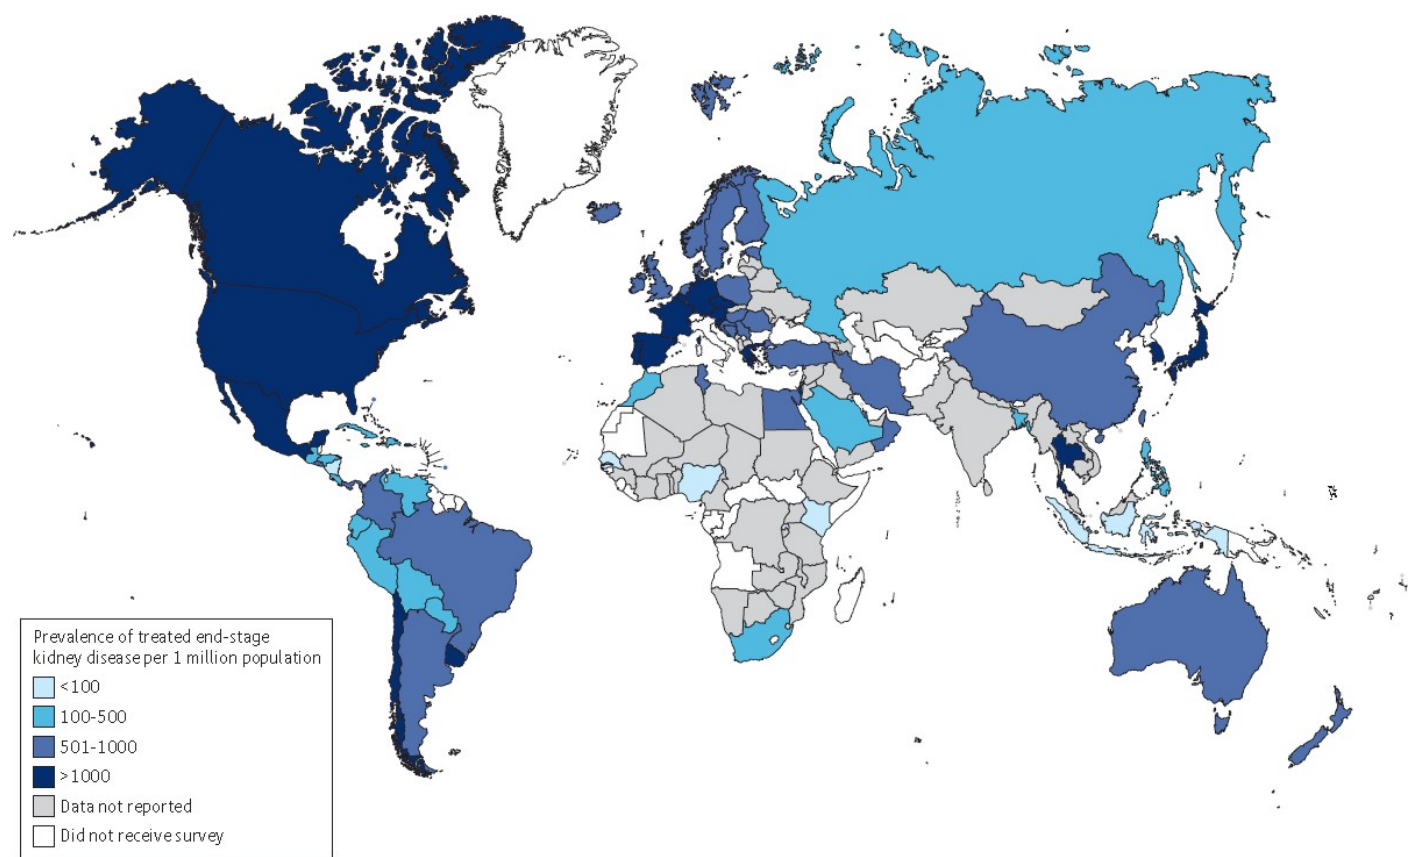 Prevalence of treated end-stage
kidney disease per 1 million population
<100
100-500
501-1000
>1000
Data not reported
Did not receive survey